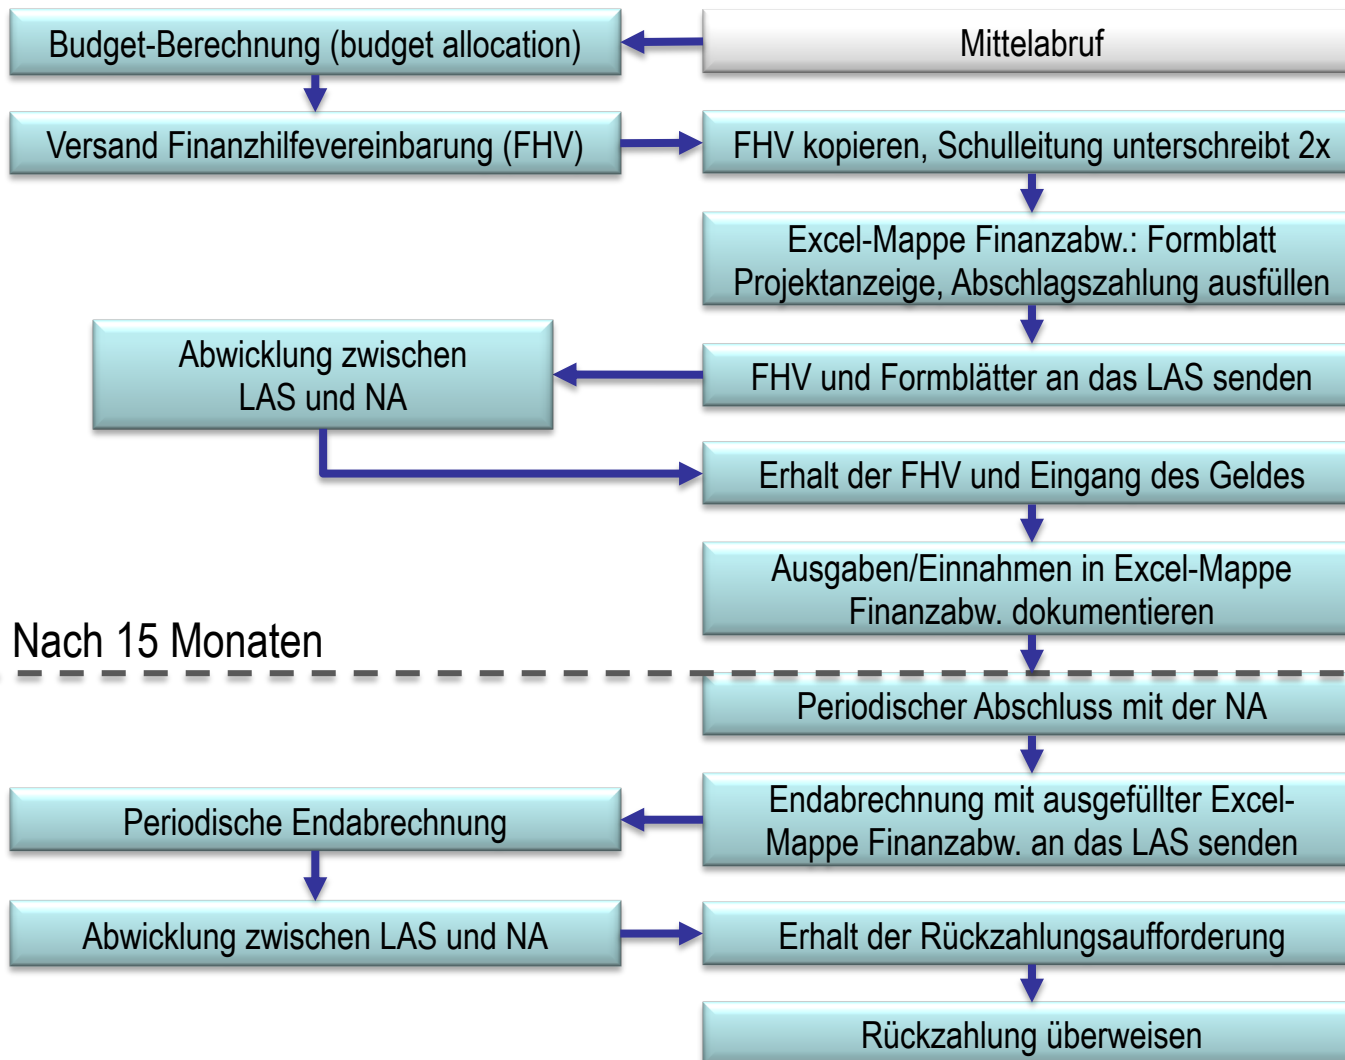 Budget-Berechnung (budget allocation)
Mittelabruf
Versand Finanzhilfevereinbarung (FHV)
FHV kopieren, Schulleitung unterschreibt 2x
Excel-Mappe Finanzabw.: Formblatt
Projektanzeige, Abschlagszahlung ausfüllen
Abwicklung zwischen
LAS und NA
FHV und Formblätter an das LAS senden
Erhalt der FHV und Eingang des Geldes
Ausgaben/Einnahmen in Excel-Mappe
Finanzabw. dokumentieren
Nach 15 Monaten
Periodischer Abschluss mit der NA
Endabrechnung mit ausgefüllter Excel-
Mappe Finanzabw. an das LAS senden
Periodische Endabrechnung
Abwicklung zwischen LAS und NA
Erhalt der Rückzahlungsaufforderung
Rückzahlung überweisen